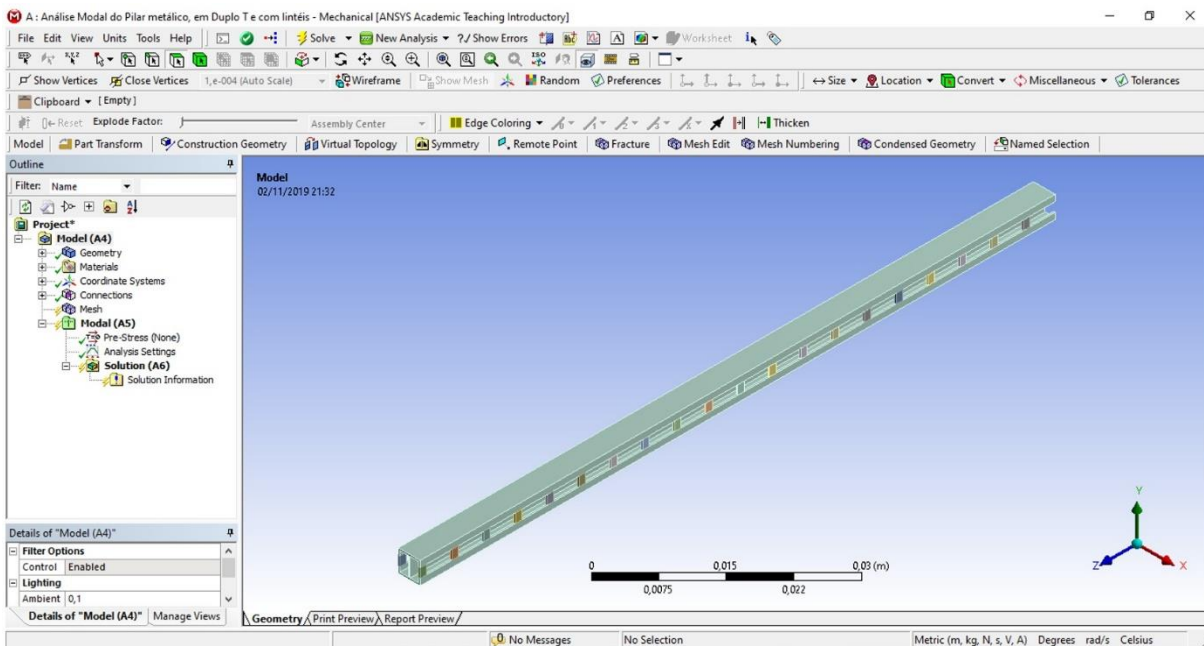 A : Análise Modal do Pilar metálico, em Duplo T e com lintéis - Mechanical [ANSYS Academic Teaching Introductory]
File Edit View Units Tools Help Solve New Analysis ?/ Show Errors Worksheet
X,Y,Z ISO
Show Vertices Close Vertices 1,e-004 (Auto Scale) Wireframe Show Mesh Random Preferences Size Location Convert Miscellaneous Tolerances
Clipboard [Empty]
Reset Explode Factor: Assembly Center Edge Coloring Thicken
Model Part Transform Construction Geometry Virtual Topology Symmetry Remote Point Fracture Mesh Edit Mesh Numbering Condensed Geometry Named Selection
Outline
Filter: Name
Project*
Model (A4)
Geometry
Materials
Coordinate Systems
Connections
Mesh
Modal (A5)
Pre-Stress (None)
Analysis Settings
Solution (A6)
Solution Information
Model
02/11/2019 21:32
0 0,015 0,03 (m)
0,0075 0,022
Y
Z X
Details of "Model (A4)"
Filter Options
Control Enabled
Lighting
Ambient 0,1
Details of "Model (A4)" Manage Views
Geometry Print Preview Report Preview
0 No Messages No Selection Metric (m, kg, N, s, V, A) Degrees rad/s Celsius